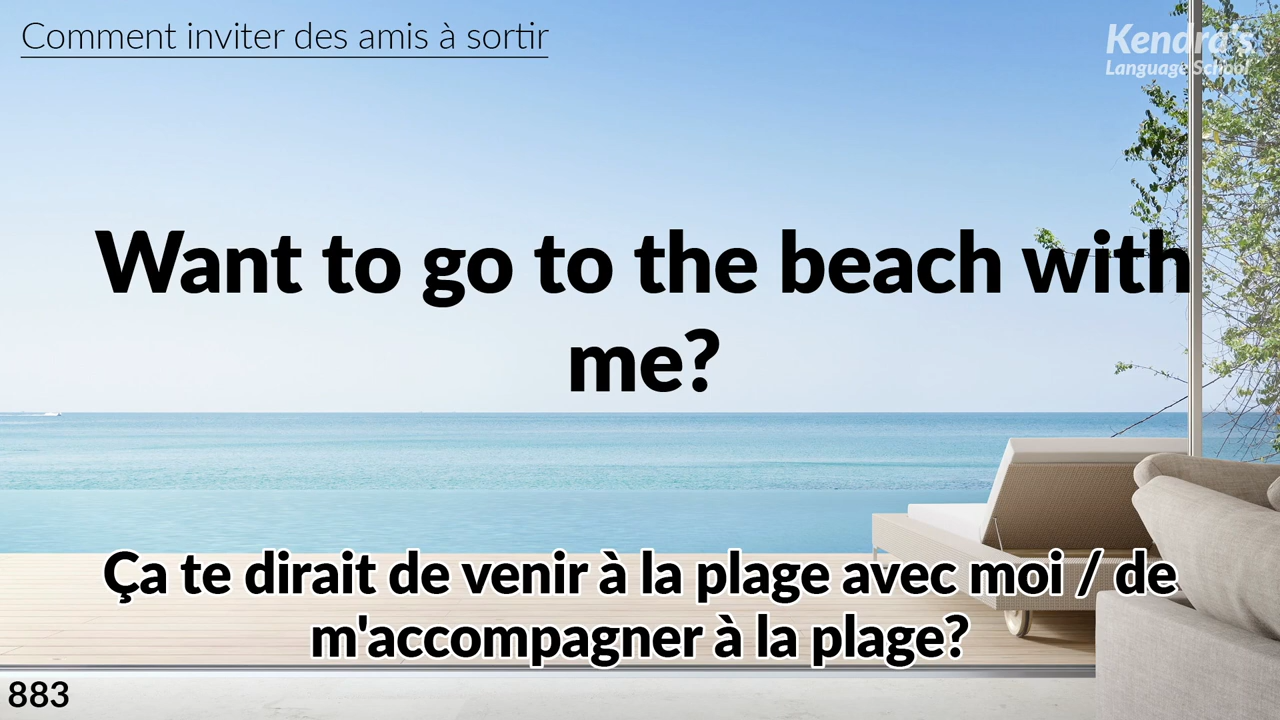 Comment inviter des amis à sortir
Kendra's
Language School
Want to go to the beach with
me?
Ça te dirait de venir à la plage avec moi / de
m'accompagner à la plage?
883